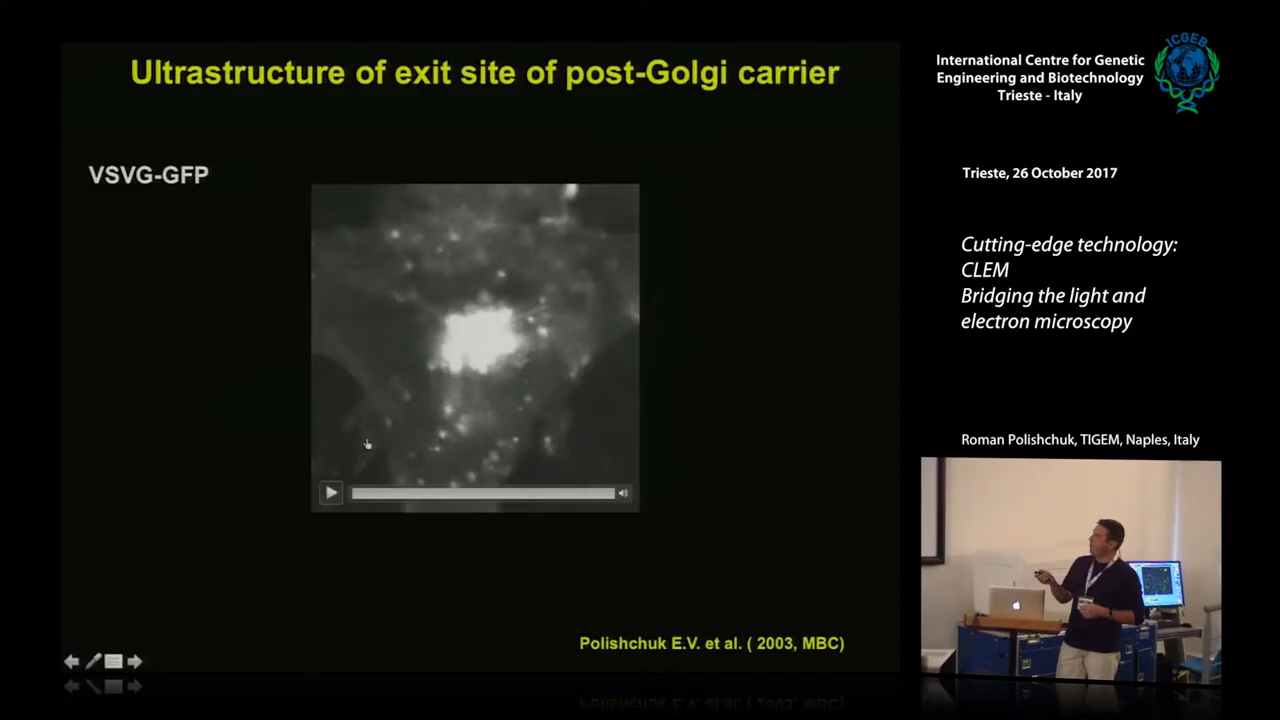 Ultrastructure of exit site of post-Golgi carrier
VSVG-GFP
Polishchuk E.V. et al. ( 2003, MBC)
ICGEB
International Centre for Genetic
Engineering and Biotechnology
Trieste - Italy
Trieste, 26 October 2017
Cutting-edge technology:
CLEM
Bridging the light and
electron microscopy
Roman Polishchuk, TIGEM, Naples, Italy